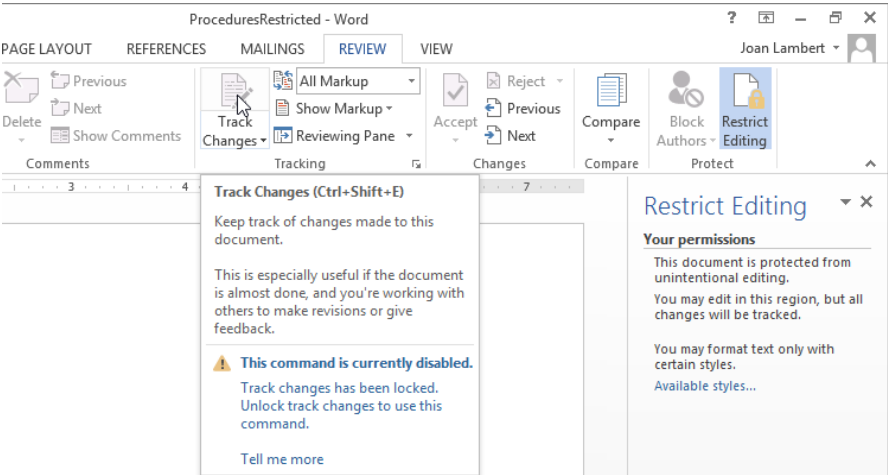 ProceduresRestricted - Word
?
PAGE LAYOUT REFERENCES MAILINGS REVIEW VIEW Joan Lambert
Delete
Previous
Next
Show Comments
Comments
Track Changes
All Markup
Show Markup
Reviewing Pane
Tracking
Accept
Reject
Previous
Next
Changes
Compare
Compare
Block Authors
Restrict Editing
Protect
3 4 7
Track Changes (Ctrl+Shift+E)
Keep track of changes made to this
document.
This is especially useful if the document
is almost done, and you're working with
others to make revisions or give
feedback.
This command is currently disabled.
Track changes has been locked.
Unlock track changes to use this
command.
Tell me more
Restrict Editing
Your permissions
This document is protected from
unintentional editing.
You may edit in this region, but all
changes will be tracked.
You may format text only with
certain styles.
Available styles...